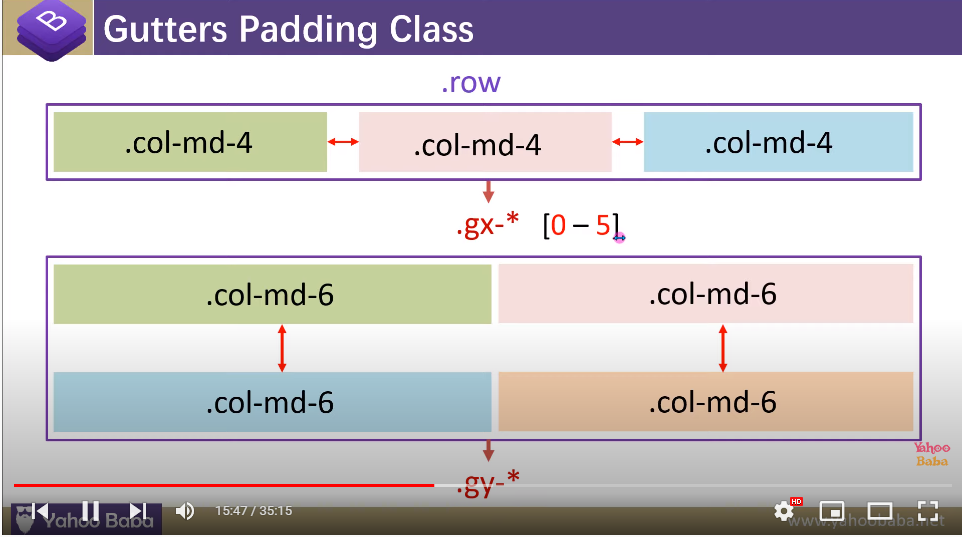 B
Gutters Padding Class
.row
.col-md-4 .col-md-4 .col-md-4
.gx-* [0 – 5]
.col-md-6 .col-md-6
.col-md-6 .col-md-6
Yahoo
Baba
.gy-*
HD
Yahoo Baba
15:47 / 35:15
www.yahoobaba.net